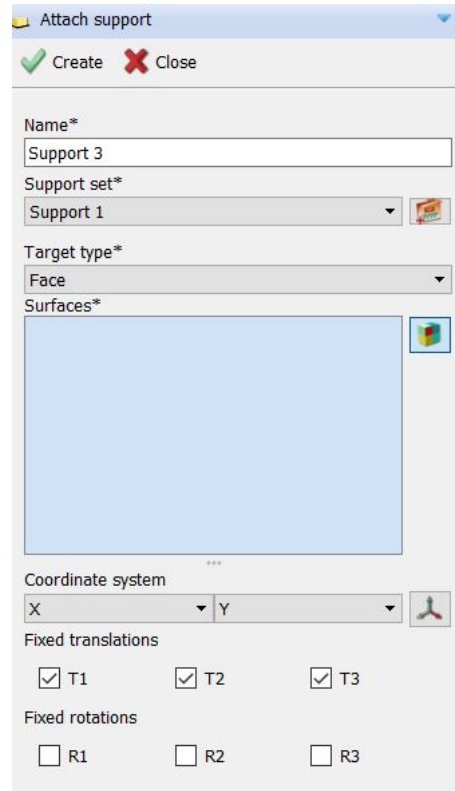 Attach support
Create Close
Name*
Support 3
Support set*
Support 1
Target type*
Face
Surfaces*
Coordinate system
X Y
Fixed translations
T1 T2 T3
Fixed rotations
R1 R2 R3